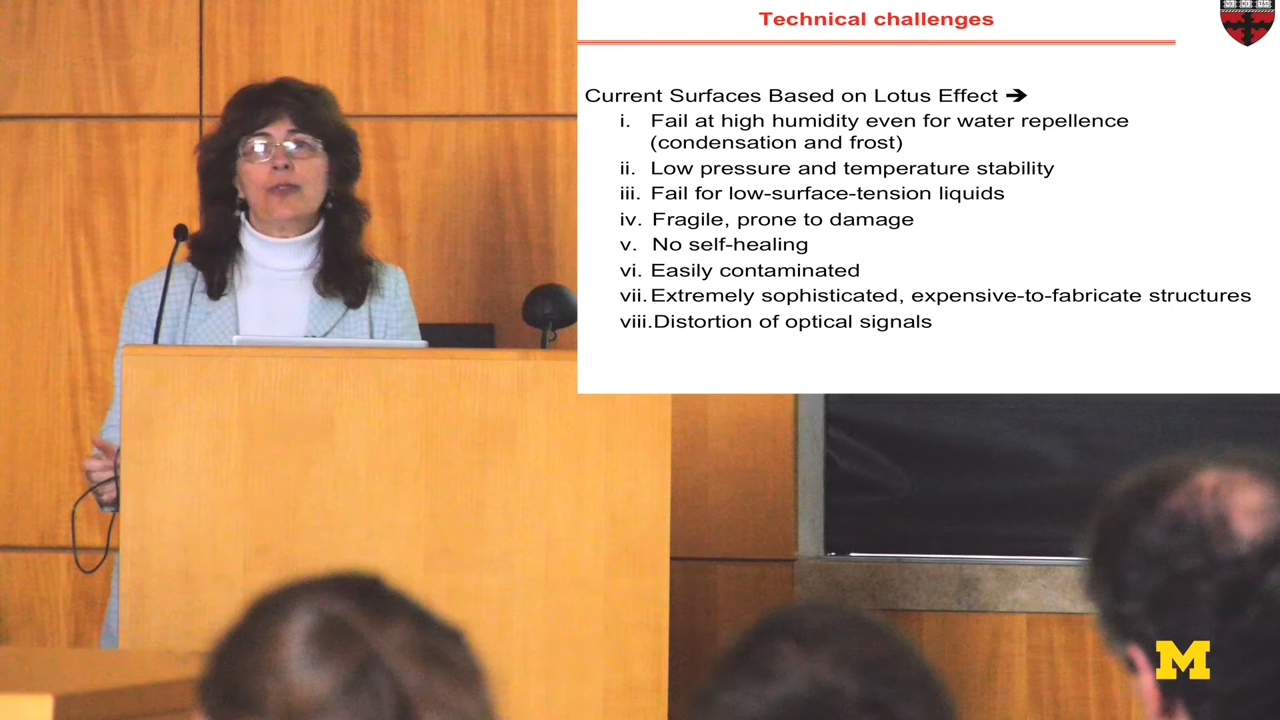 Technical challenges
Current Surfaces Based on Lotus Effect ➔
i. Fail at high humidity even for water repellence
(condensation and frost)
ii. Low pressure and temperature stability
iii. Fail for low-surface-tension liquids
iv. Fragile, prone to damage
v. No self-healing
vi. Easily contaminated
vii. Extremely sophisticated, expensive-to-fabricate structures
viii. Distortion of optical signals
M